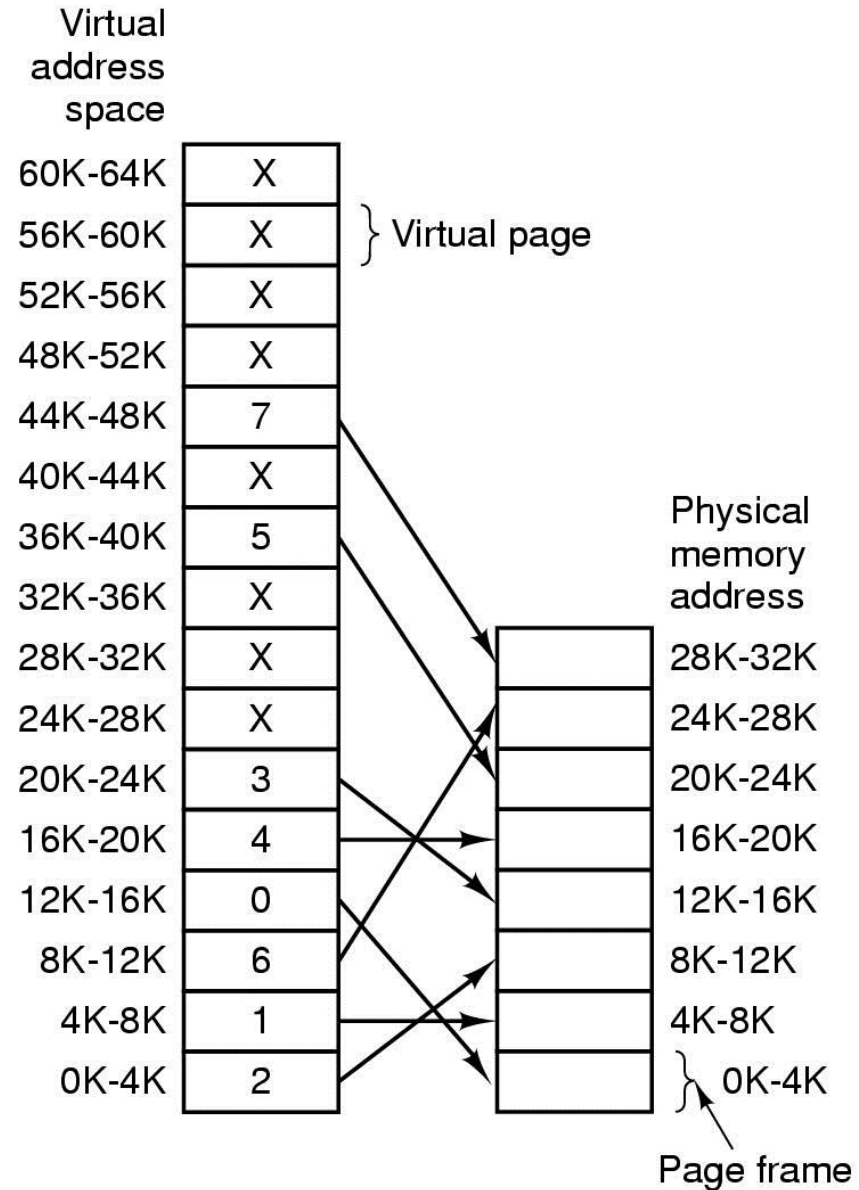 Virtual
address
space
60K-64K X
56K-60K X Virtual page
52K-56K X
48K-52K X
44K-48K 7
40K-44K X
36K-40K 5
32K-36K X
28K-32K X
24K-28K X
20K-24K 3
16K-20K 4
12K-16K 0
8K-12K 6
4K-8K 1
0K-4K 2
Physical
memory
address
28K-32K
24K-28K
20K-24K
16K-20K
12K-16K
8K-12K
4K-8K
0K-4K
Page frame